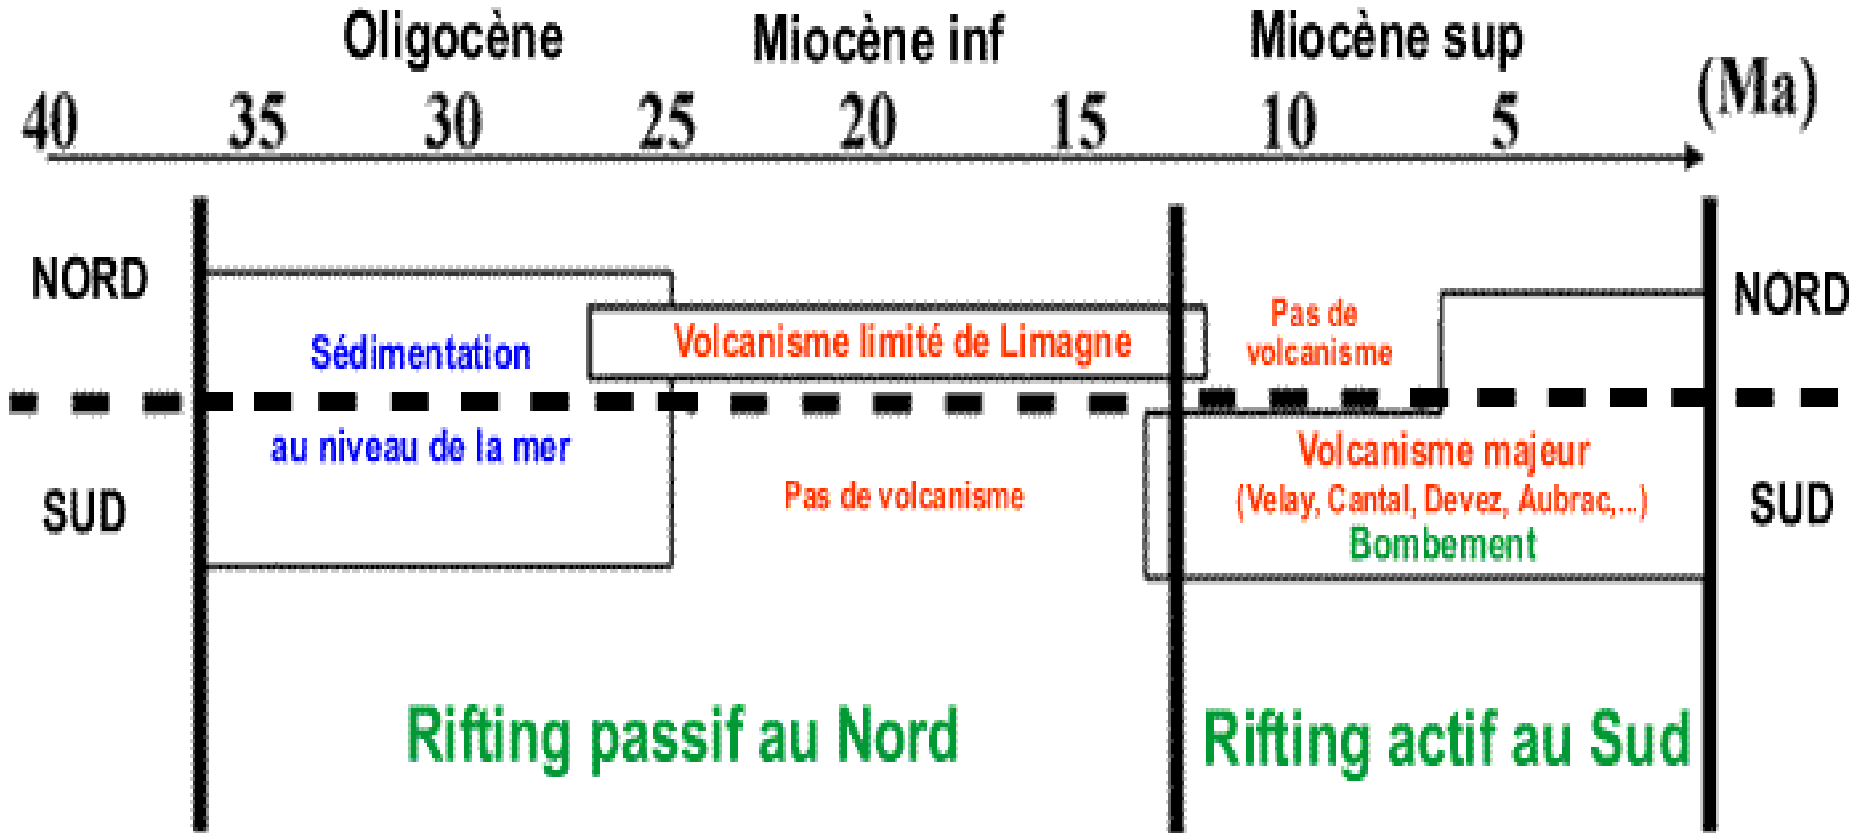 Oligocène Miocène inf Miocène sup
40 35 30 25 20 15 10 5 (Ma)
NORD
Sédimentation
Volcanisme limité de Limagne
Pas de
volcanisme
NORD
SUD
au niveau de la mer
Pas de volcanisme
Volcanisme majeur
(Velay, Cantal, Devez, Aubrac,...)
Bombement
SUD
Rifting passif au Nord
Rifting actif au Sud